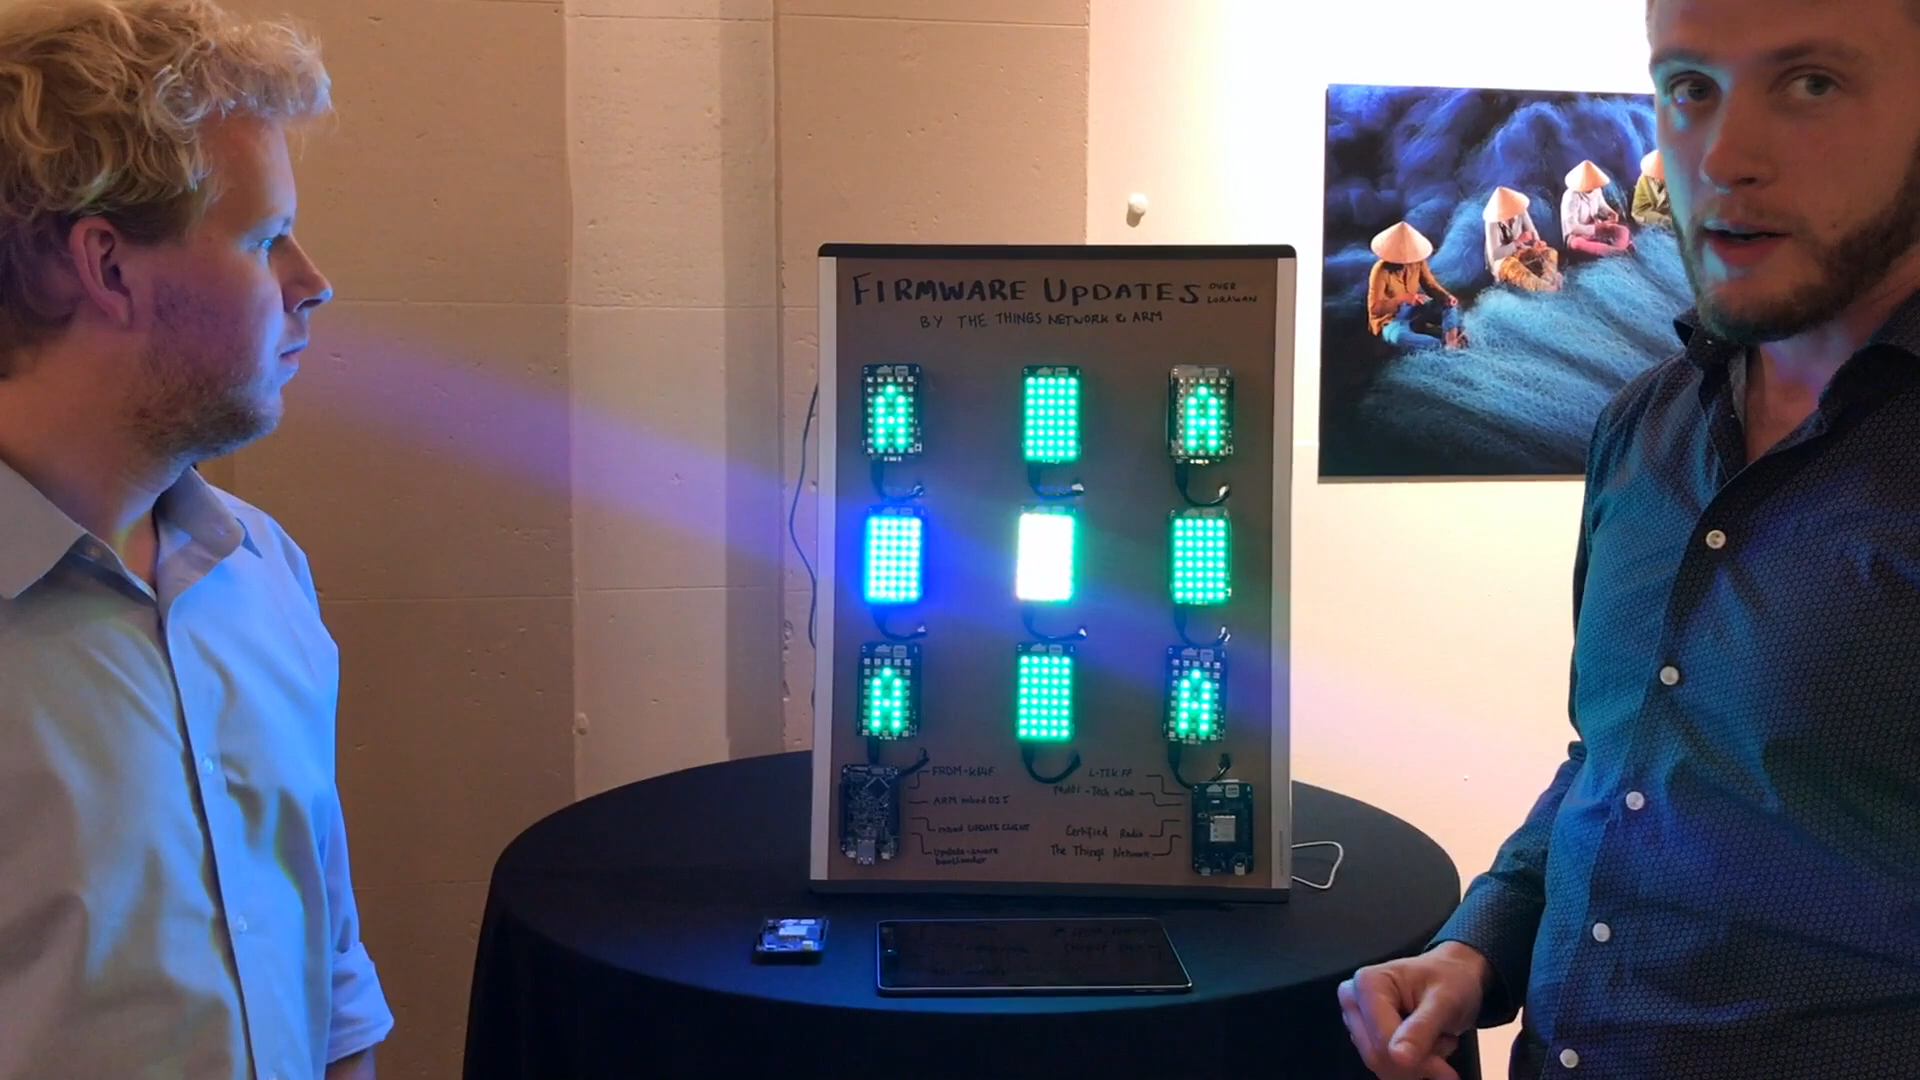 FIRMWARE UPDATES OVER LORAWAN
BY THE THINGS NETWORK & ARM
FRDM-K64F
ARM mbed OS 5
mbed UPDATE CLIENT
Update-aware
bootloader
L-TEK FF
Multi-Tech xDot
Certified Radio
The Things Network